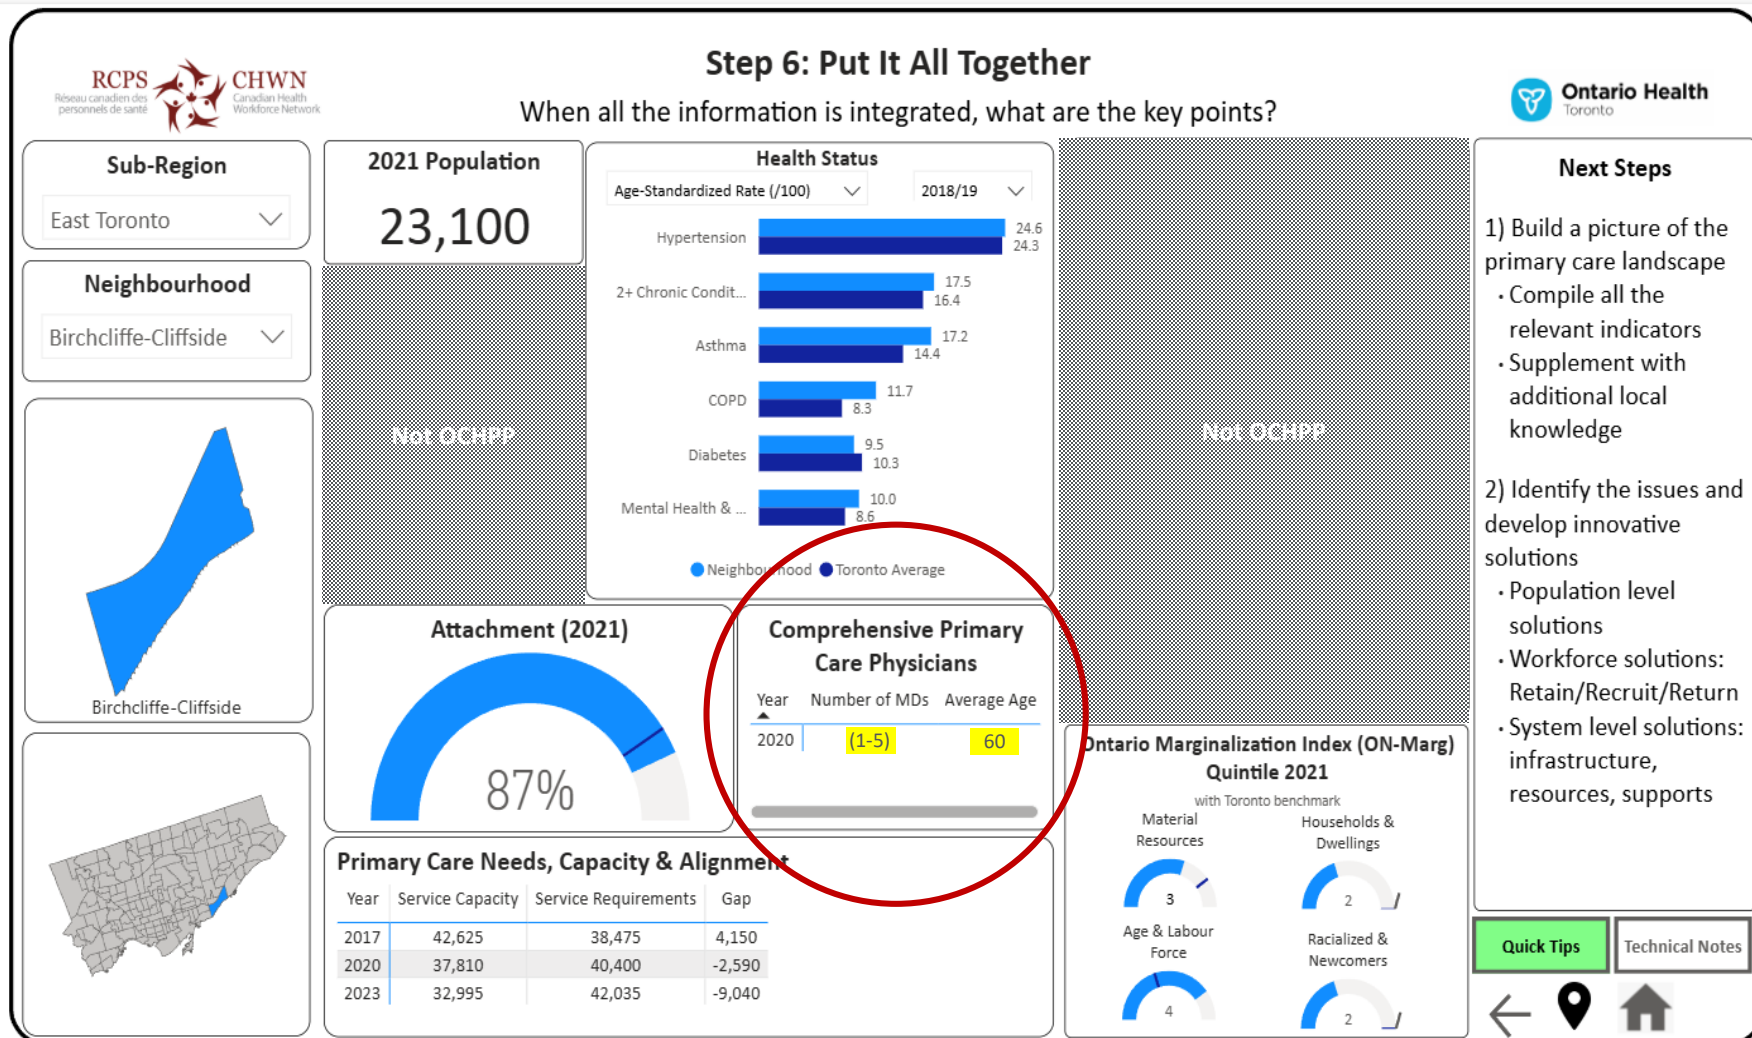 RCPS
Réseau canadien des
personnels de santé
CHWN
Canadian Health
Workforce Network
Step 6: Put It All Together
When all the information is integrated, what are the key points?
Ontario Health
Toronto
Sub-Region
East Toronto
Neighbourhood
Birchcliffe-Cliffside
Birchcliffe-Cliffside
2021 Population
23,100
Not OCHPP
Health Status
Age-Standardized Rate (/100)
2018/19
Hypertension 24.6
24.3
2+ Chronic Condit... 17.5
16.4
Asthma 17.2
14.4
COPD 11.7
8.3
Diabetes 9.5
10.3
Mental Health & ... 10.0
8.6
Neighbourhood Toronto Average
Not OCHPP
Attachment (2021)
87%
Comprehensive Primary
Care Physicians
Year Number of MDs Average Age
2020 (1-5) 60
Primary Care Needs, Capacity & Alignment
Year Service Capacity Service Requirements Gap
2017 42,625 38,475 4,150
2020 37,810 40,400 -2,590
2023 32,995 42,035 -9,040
Ontario Marginalization Index (ON-Marg)
Quintile 2021
with Toronto benchmark
Material
Resources
3
Households &
Dwellings
2
Age & Labour
Force
4
Racialized &
Newcomers
2
Next Steps
1) Build a picture of the
primary care landscape
• Compile all the
relevant indicators
• Supplement with
additional local
knowledge
2) Identify the issues and
develop innovative
solutions
• Population level
solutions
• Workforce solutions:
Retain/Recruit/Return
• System level solutions:
infrastructure,
resources, supports
Quick Tips
Technical Notes